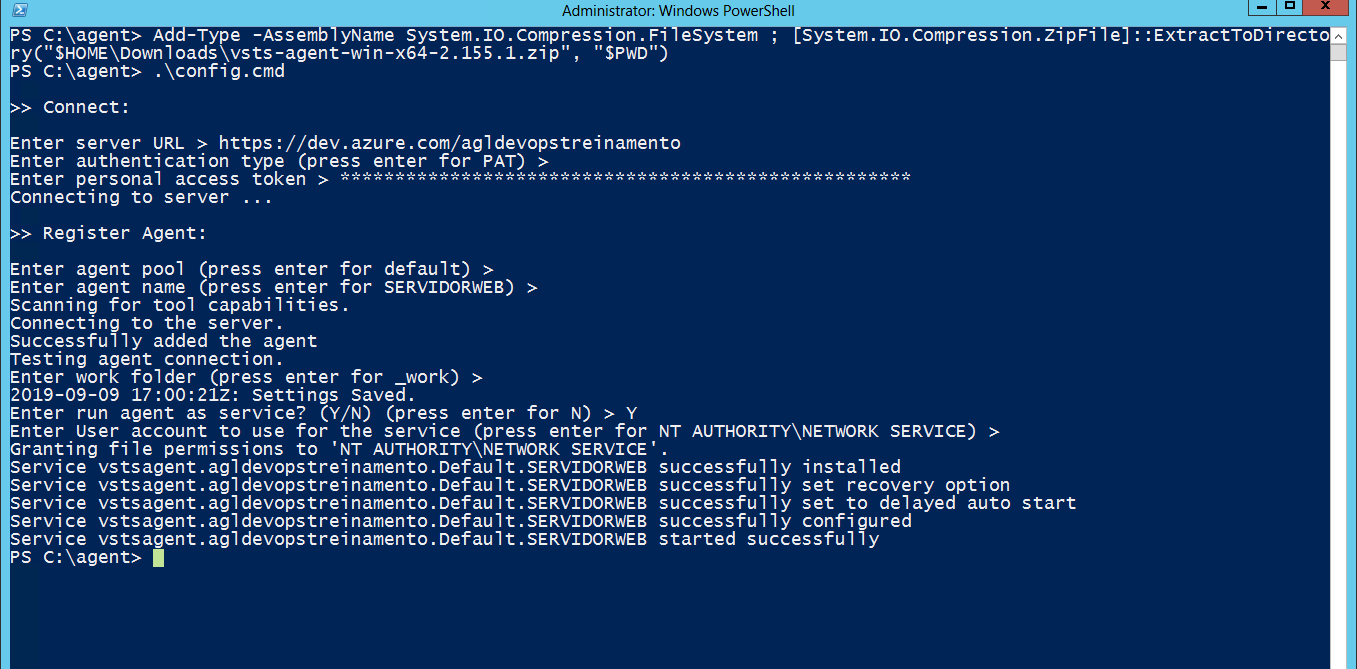 Administrator: Windows PowerShell
PS C:\agent> Add-Type -AssemblyName System.IO.Compression.FileSystem ; [System.IO.Compression.ZipFile]::ExtractToDirecto
ry("$HOME\Downloads\vsts-agent-win-x64-2.155.1.zip", "$PWD")
PS C:\agent> .\config.cmd
>> Connect:
Enter server URL > https://dev.azure.com/agldevopstreinamento
Enter authentication type (press enter for PAT) >
Enter personal access token > ****************************************************
Connecting to server ...
>> Register Agent:
Enter agent pool (press enter for default) >
Enter agent name (press enter for SERVIDORWEB) >
Scanning for tool capabilities.
Connecting to the server.
Successfully added the agent
Testing agent connection.
Enter work folder (press enter for _work) >
2019-09-09 17:00:21Z: Settings Saved.
Enter run agent as service? (Y/N) (press enter for N) > Y
Enter User account to use for the service (press enter for NT AUTHORITY\NETWORK SERVICE) >
Granting file permissions to 'NT AUTHORITY\NETWORK SERVICE'.
Service vstsagent.agldevopstreinamento.Default.SERVIDORWEB successfully installed
Service vstsagent.agldevopstreinamento.Default.SERVIDORWEB successfully set recovery option
Service vstsagent.agldevopstreinamento.Default.SERVIDORWEB successfully set to delayed auto start
Service vstsagent.agldevopstreinamento.Default.SERVIDORWEB successfully configured
Service vstsagent.agldevopstreinamento.Default.SERVIDORWEB started successfully
PS C:\agent>